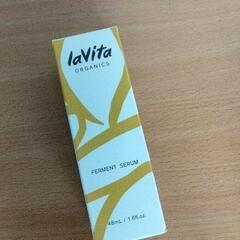 laVita
ORGANICS
FERMENT SERUM
48mL / 1.6fl.oz.